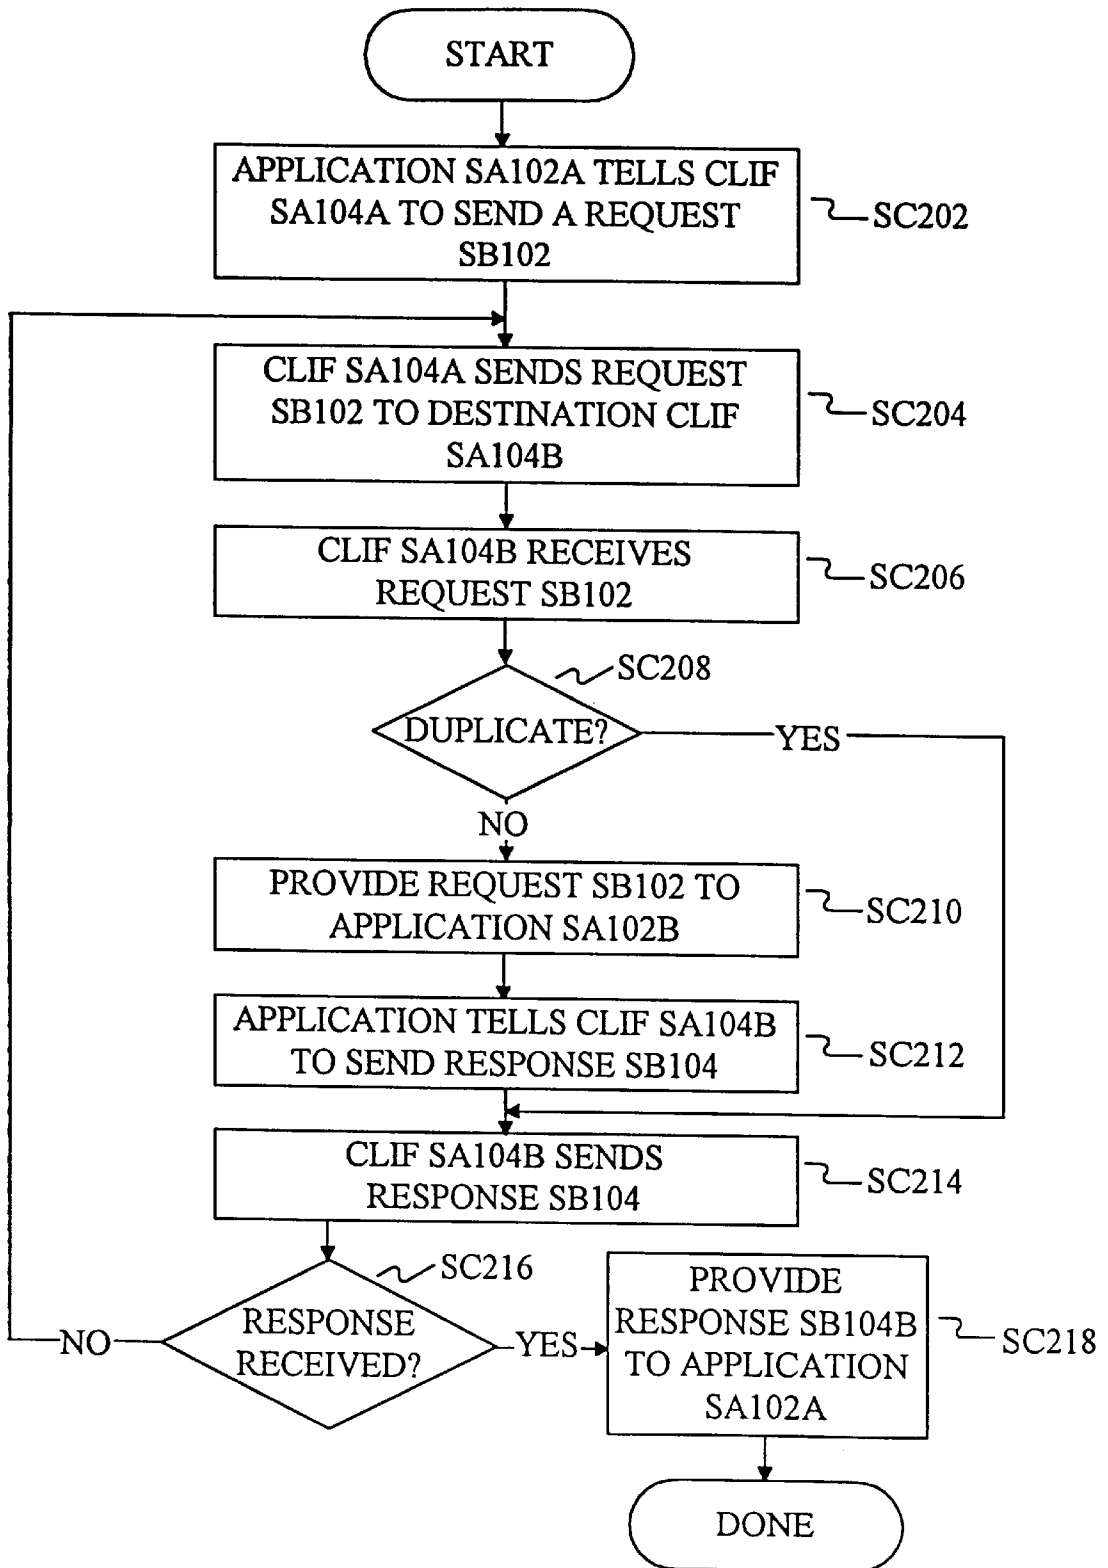 START
APPLICATION SA102A TELLS CLIF
SA104A TO SEND A REQUEST
SB102
SC202
CLIF SA104A SENDS REQUEST
SB102 TO DESTINATION CLIF
SA104B
SC204
CLIF SA104B RECEIVES
REQUEST SB102
SC206
SC208
DUPLICATE?
YES
NO
PROVIDE REQUEST SB102 TO
APPLICATION SA102B
SC210
APPLICATION TELLS CLIF SA104B
TO SEND RESPONSE SB104
SC212
CLIF SA104B SENDS
RESPONSE SB104
SC214
SC216
RESPONSE
RECEIVED?
NO
YES
PROVIDE
RESPONSE SB104B
TO APPLICATION
SA102A
SC218
DONE